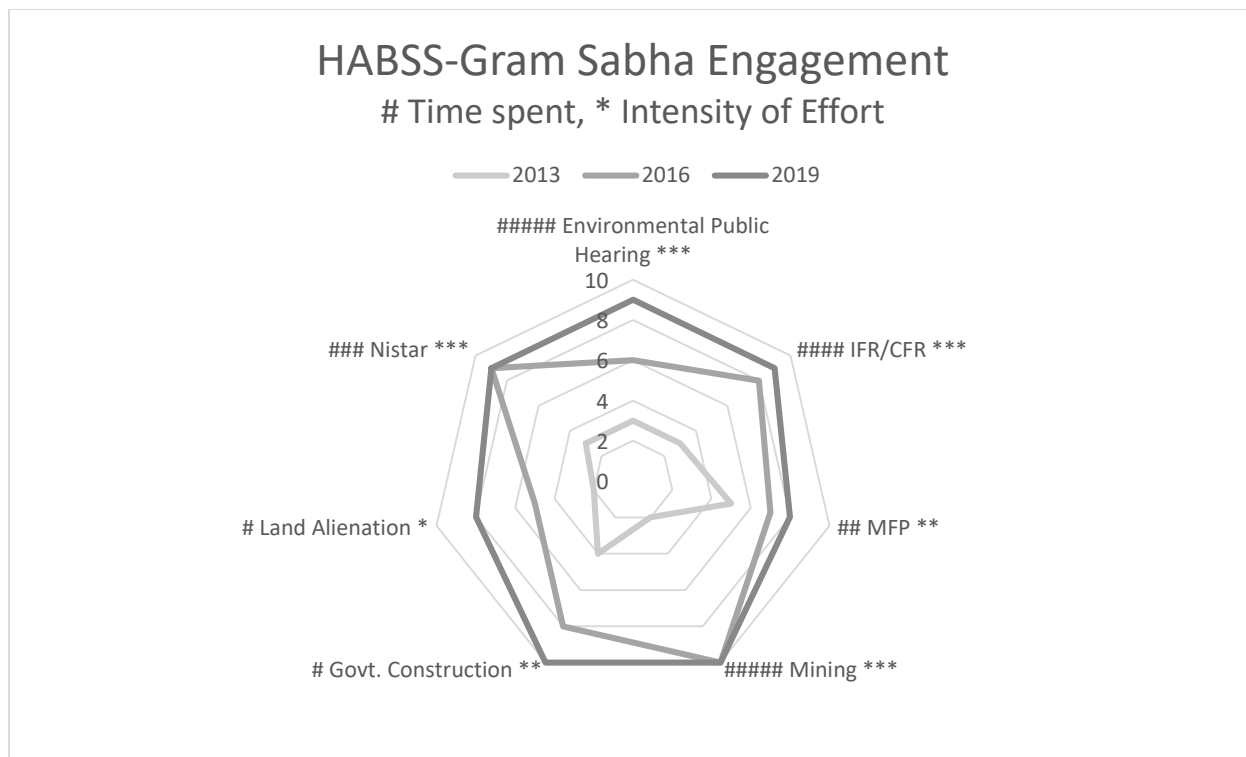 HABSS-Gram Sabha Engagement
# Time spent, * Intensity of Effort
2013 2016 2019
##### Environmental Public
Hearing ***
10
8
6
4
2
0
#### IFR/CFR ***
## MFP **
##### Mining ***
# Govt. Construction **
# Land Alienation *
### Nistar ***